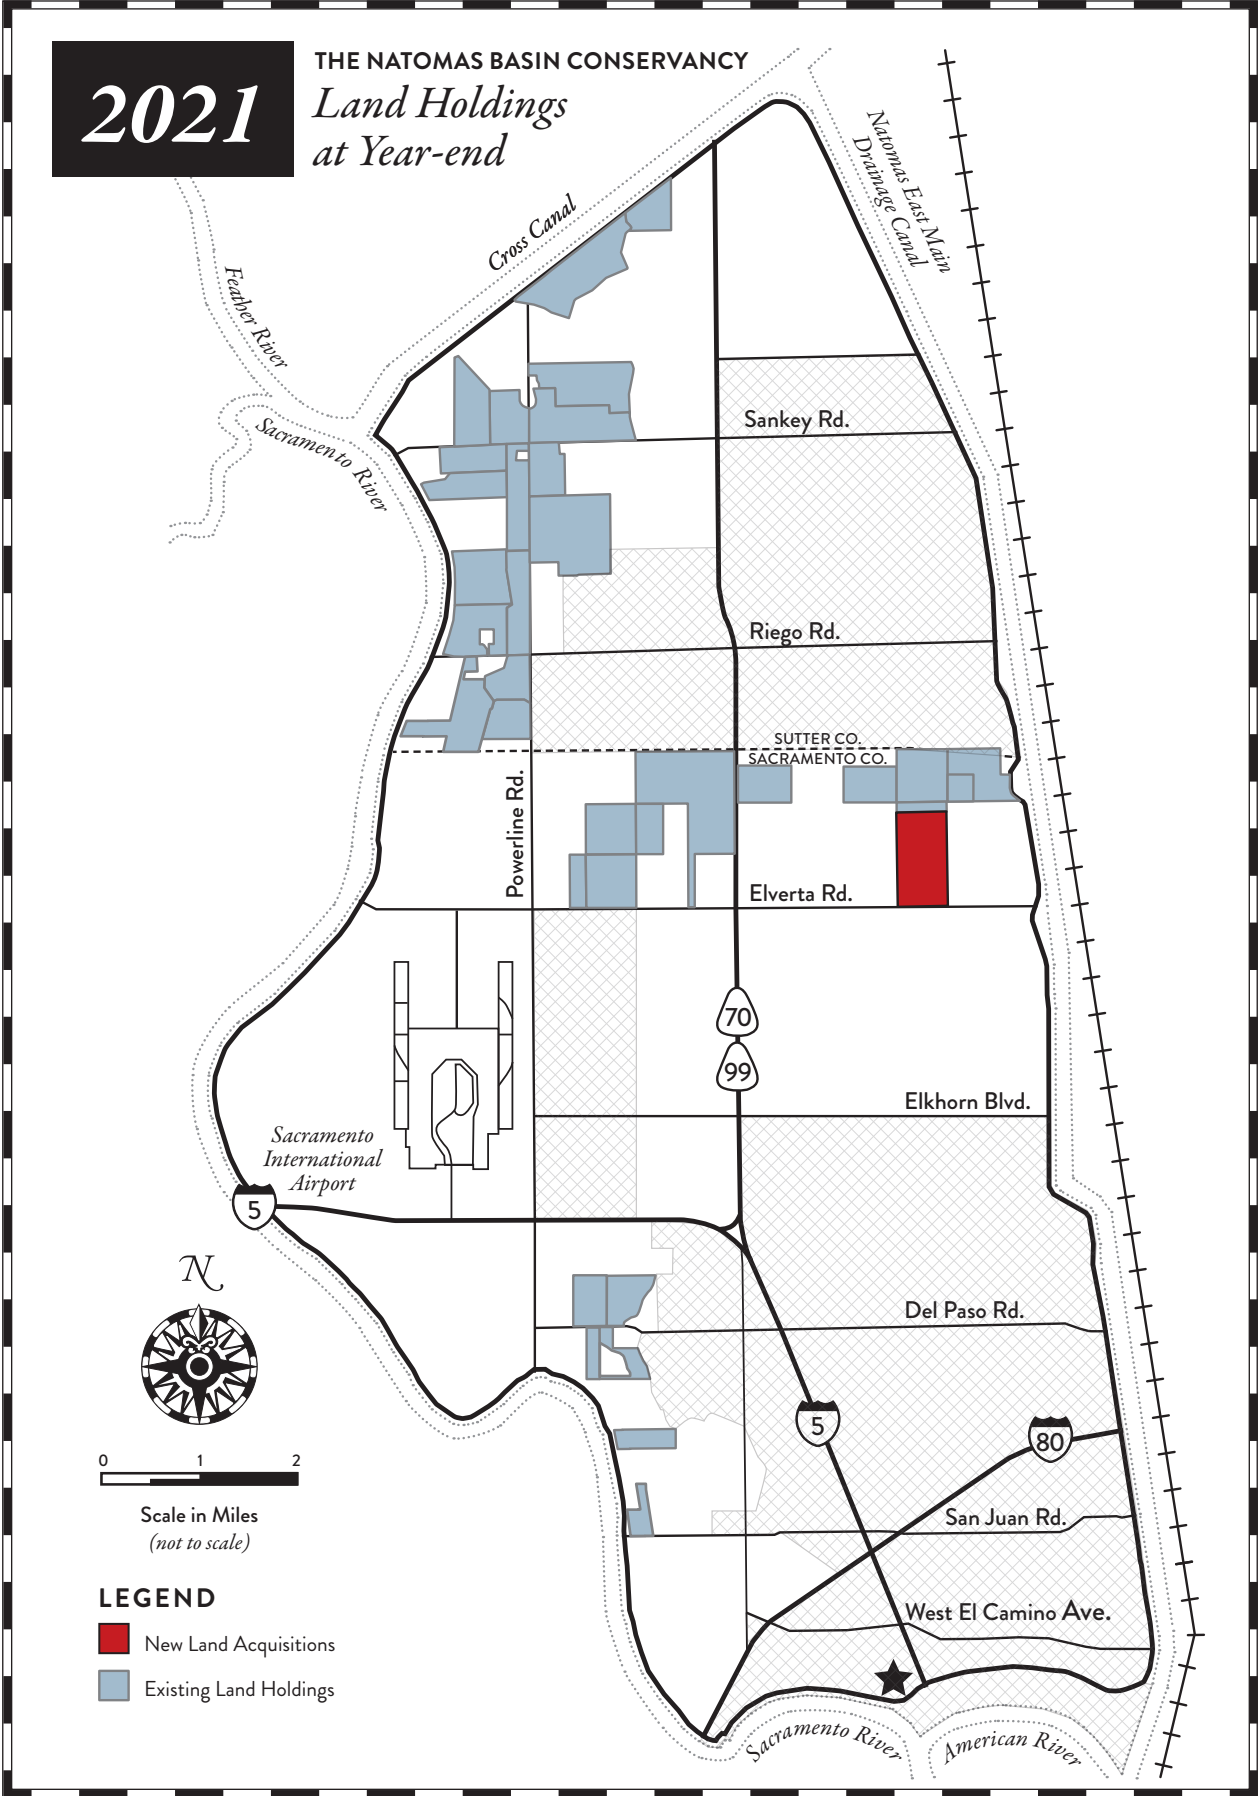 2021
THE NATOMAS BASIN CONSERVANCY
Land Holdings
at Year-end
Natomas East Main
Drainage Canal
Cross Canal
Feather River
Sacramento River
Sankey Rd.
Riego Rd.
SUTTER CO.
SACRAMENTO CO.
Powerline Rd.
Elverta Rd.
70
99
Elkhorn Blvd.
Sacramento
International
Airport
5
N
Del Paso Rd.
5
80
0 1 2
Scale in Miles
(not to scale)
San Juan Rd.
LEGEND
New Land Acquisitions
Existing Land Holdings
West El Camino Ave.
Sacramento River
American River